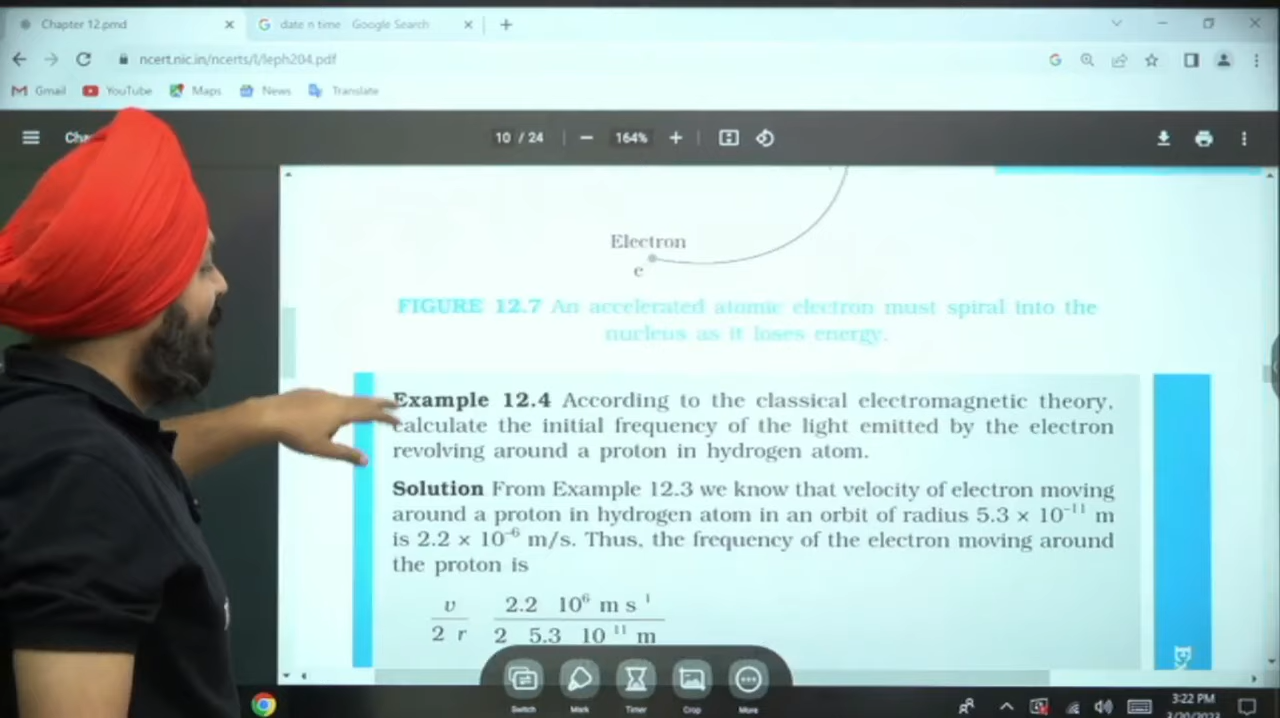 Chapter 12.pmd
date n time Google Search
ncert.nic.in/ncerts/l/leph204.pdf
Gmail YouTube Maps News Translate
10 / 24 164%
Electron
e
FIGURE 12.7 An accelerated atomic electron must spiral into the
nucleus as it loses energy.
Example 12.4 According to the classical electromagnetic theory,
calculate the initial frequency of the light emitted by the electron
revolving around a proton in hydrogen atom.
Solution From Example 12.3 we know that velocity of electron moving
around a proton in hydrogen atom in an orbit of radius 5.3 × 10⁻¹¹ m
is 2.2 × 10⁻⁶ m/s. Thus, the frequency of the electron moving around
the proton is
υ 2.2 10⁶ m s ¹
2 r 2 5.3 10 ¹¹ m
Switch Mark Timer Crop More
3:22 PM